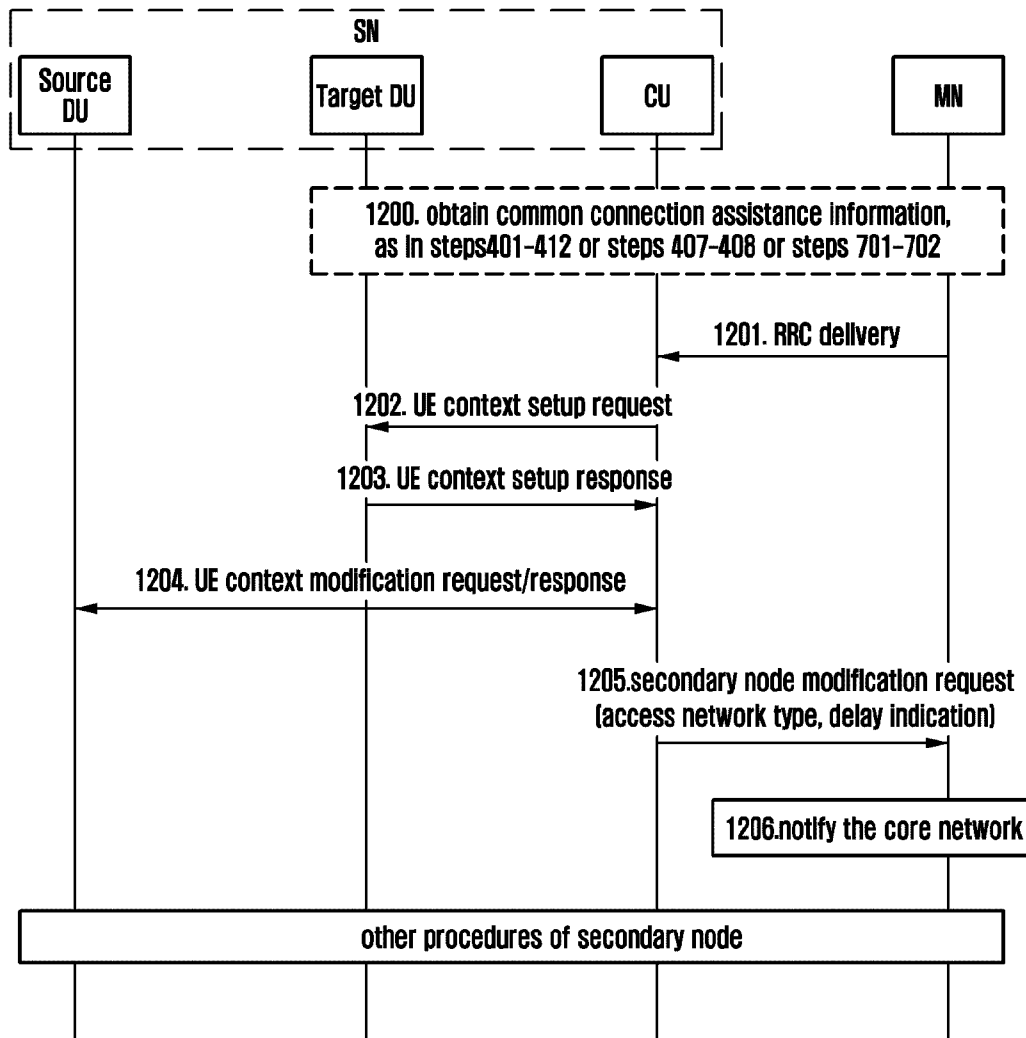 SN
Source
DU
Target DU
CU
MN
1200. obtain common connection assistance information,
as in steps401-412 or steps 407-408 or steps 701-702
1201. RRC delivery
1202. UE context setup request
1203. UE context setup response
1204. UE context modification request/response
1205.secondary node modification request
(access network type, delay indication)
1206.notify the core network
other procedures of secondary node